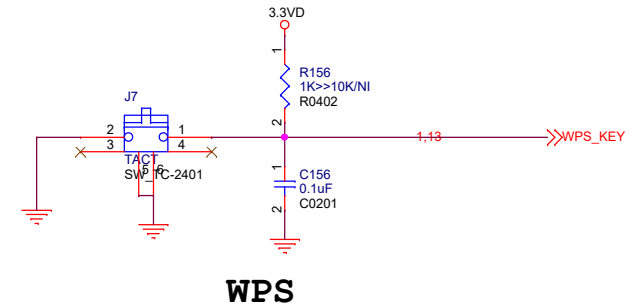 3.3VD
1
R156
1K>>10K/NI
R0402
2
J7
2
1
3
4
TACT
5
6
SW_TC-2401
1,13
WPS_KEY
1
C156
0.1uF
C0201
2
WPS